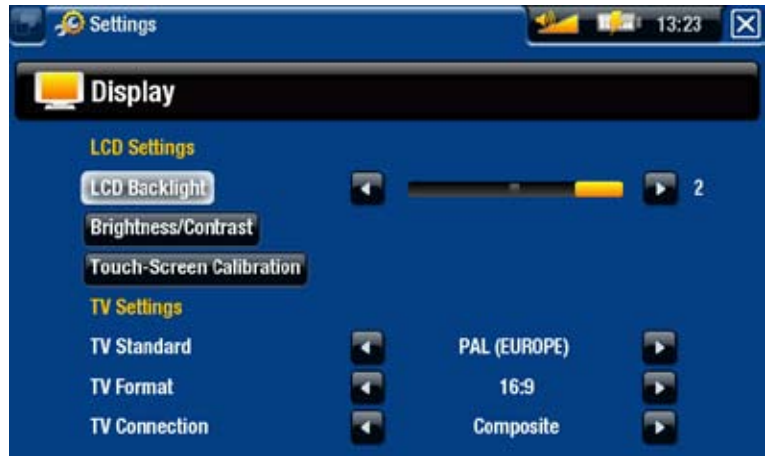 Settings 13:23
Display
LCD Settings
LCD Backlight 2
Brightness/Contrast
Touch-Screen Calibration
TV Settings
TV Standard PAL (EUROPE)
TV Format 16:9
TV Connection Composite